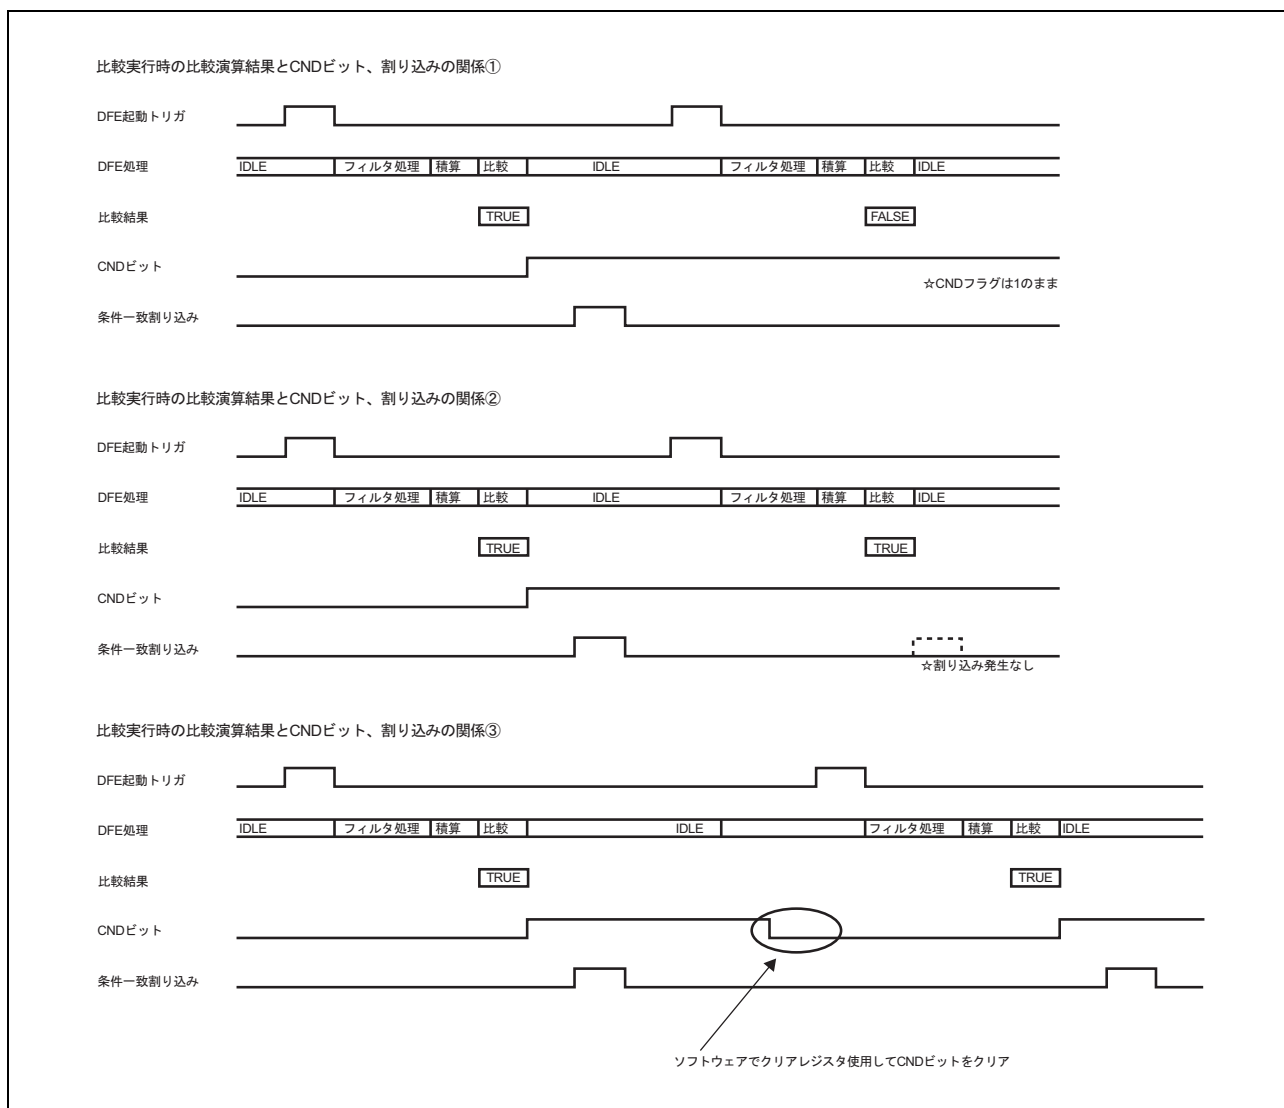 比較実行時の比較演算結果とCNDビット、割り込みの関係①
DFE起動トリガ
DFE処理 IDLE フィルタ処理 積算 比較 IDLE フィルタ処理 積算 比較 IDLE
比較結果 TRUE FALSE
CNDビット
☆CNDフラグは1のまま
条件一致割り込み
比較実行時の比較演算結果とCNDビット、割り込みの関係②
DFE起動トリガ
DFE処理 IDLE フィルタ処理 積算 比較 IDLE フィルタ処理 積算 比較 IDLE
比較結果 TRUE TRUE
CNDビット
条件一致割り込み
☆割り込み発生なし
比較実行時の比較演算結果とCNDビット、割り込みの関係③
DFE起動トリガ
DFE処理 IDLE フィルタ処理 積算 比較 IDLE フィルタ処理 積算 比較 IDLE
比較結果 TRUE TRUE
CNDビット
条件一致割り込み
ソフトウェアでクリアレジスタ使用してCNDビットをクリア